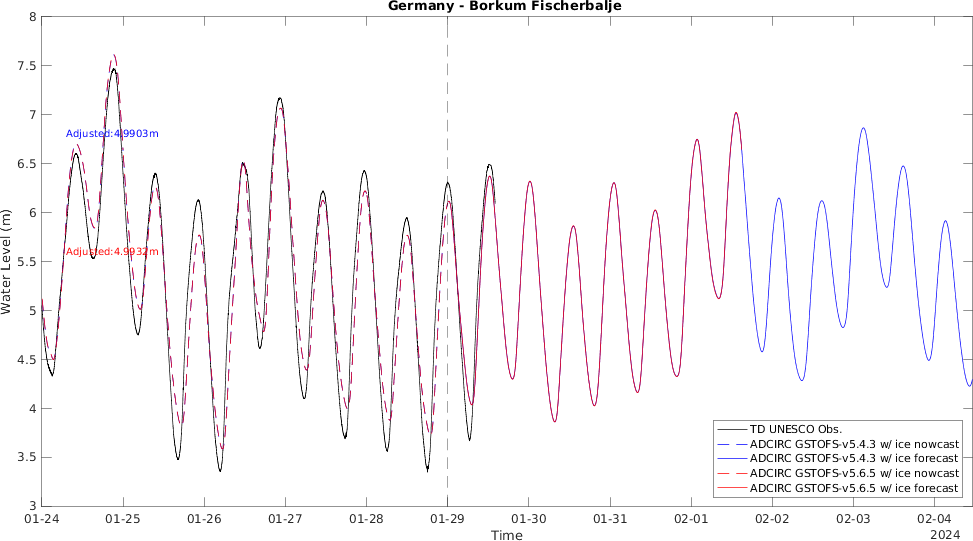 Germany - Borkum Fischerbalje
8
7.5
7
6.5
6
5.5
5
4.5
4
3.5
3
Water Level (m)
Adjusted:4.9903m
Adjusted:4.9932m
TD UNESCO Obs.
ADCIRC GSTOFS-v5.4.3 w/ ice nowcast
ADCIRC GSTOFS-v5.4.3 w/ ice forecast
ADCIRC GSTOFS-v5.6.5 w/ ice nowcast
ADCIRC GSTOFS-v5.6.5 w/ ice forecast
01-24 01-25 01-26 01-27 01-28 01-29 01-30 01-31 02-01 02-02 02-03 02-04
Time
2024